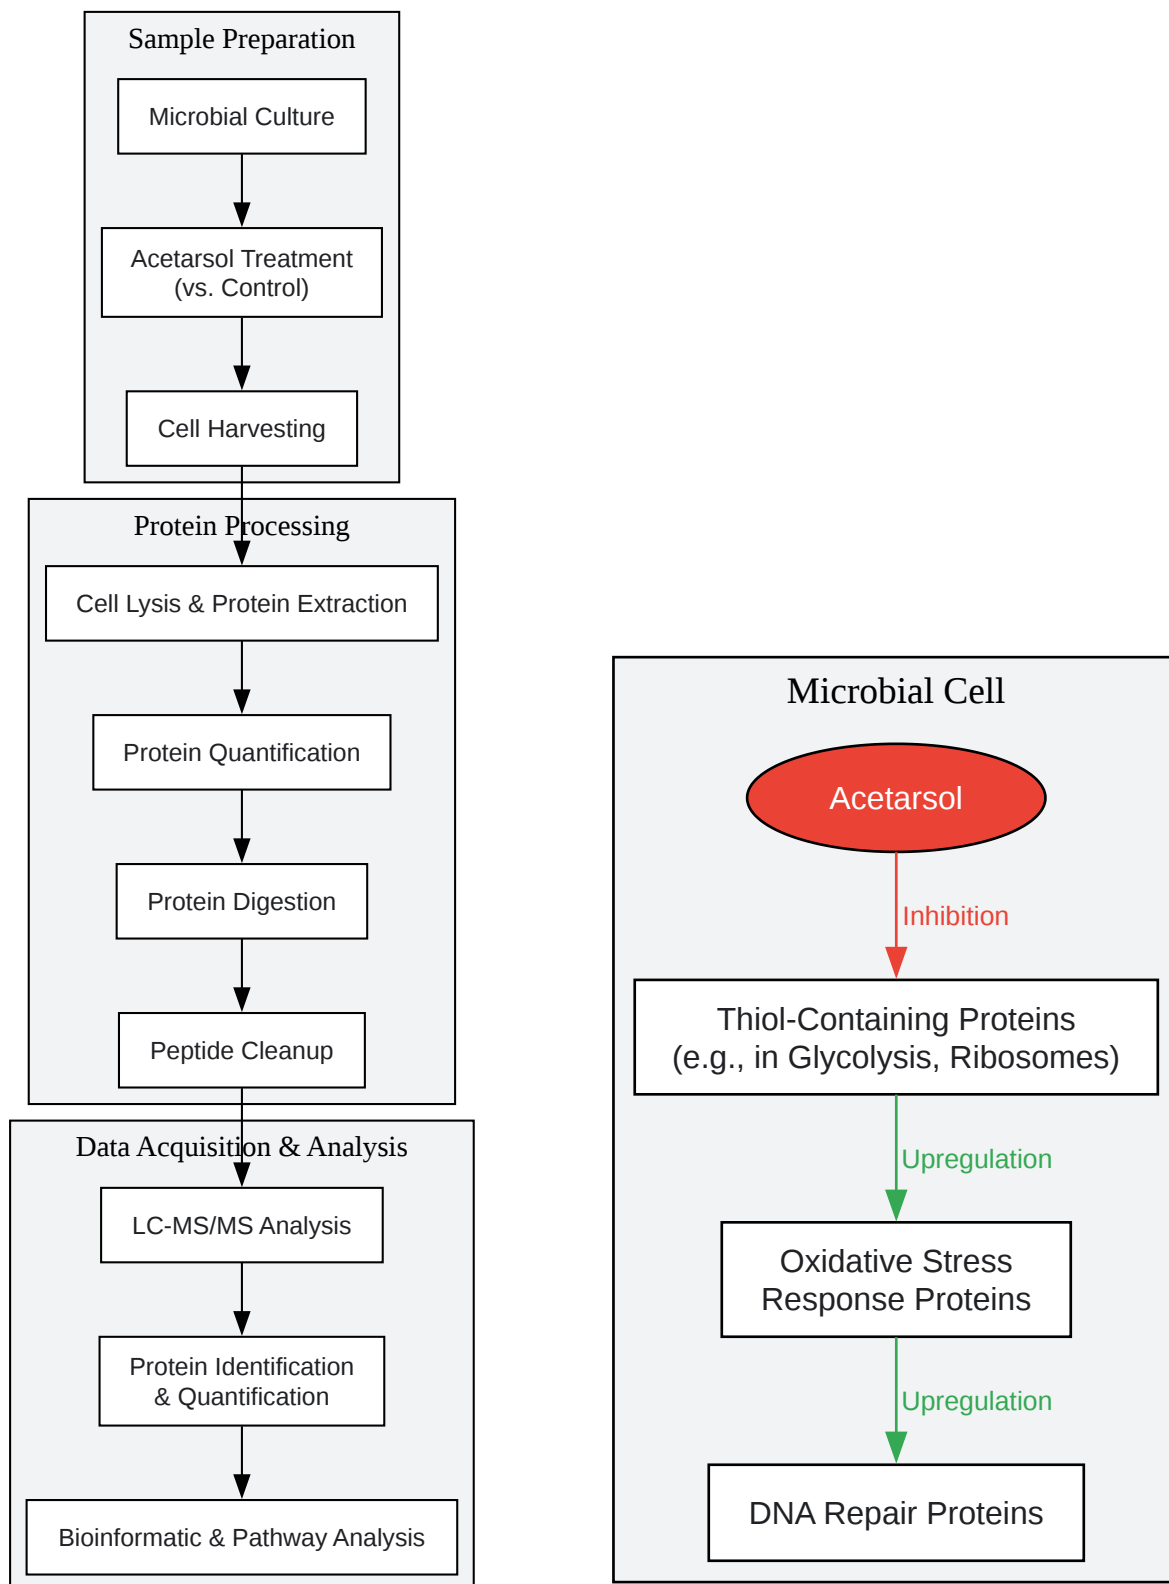 Sample Preparation
Microbial Culture
Acetarsol Treatment
(vs. Control)
Cell Harvesting
Protein Processing
Cell Lysis & Protein Extraction
Protein Quantification
Protein Digestion
Peptide Cleanup
Data Acquisition & Analysis
LC-MS/MS Analysis
Protein Identification
& Quantification
Bioinformatic & Pathway Analysis
Microbial Cell
Acetarsol
Inhibition
Thiol-Containing Proteins
(e.g., in Glycolysis, Ribosomes)
Upregulation
Oxidative Stress
Response Proteins
Upregulation
DNA Repair Proteins